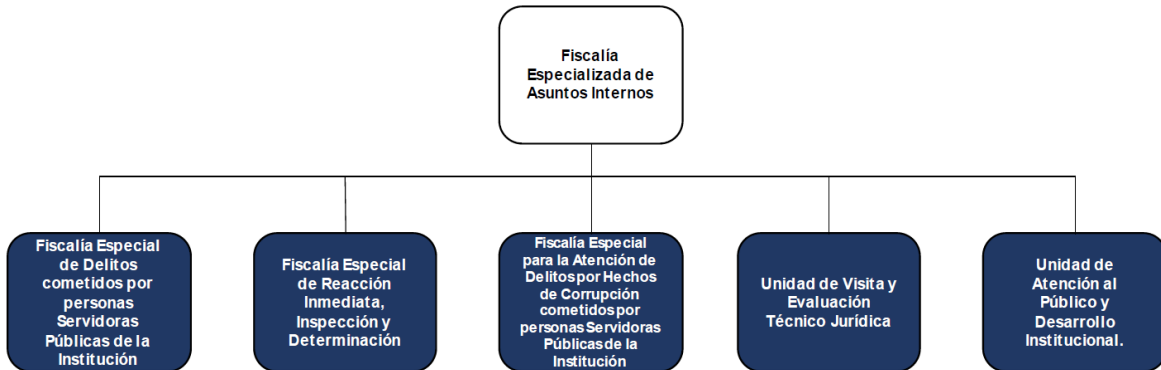 Fiscalía
Especializada de
Asuntos Internos
Fiscalía Especial
de Delitos
cometidos por
personas
Servidoras
Públicas de la
Institución
Fiscalía Especial
de Reacción
Inmediata,
Inspección y
Determinación
Fiscalía Especial
para la Atención de
Delitos por Hechos
de Corrupción
cometidos por
personas Servidoras
Públicas de la
Institución
Unidad de Visita y
Evaluación
Técnico Jurídica
Unidad de
Atención al
Público y
Desarrollo
Institucional.